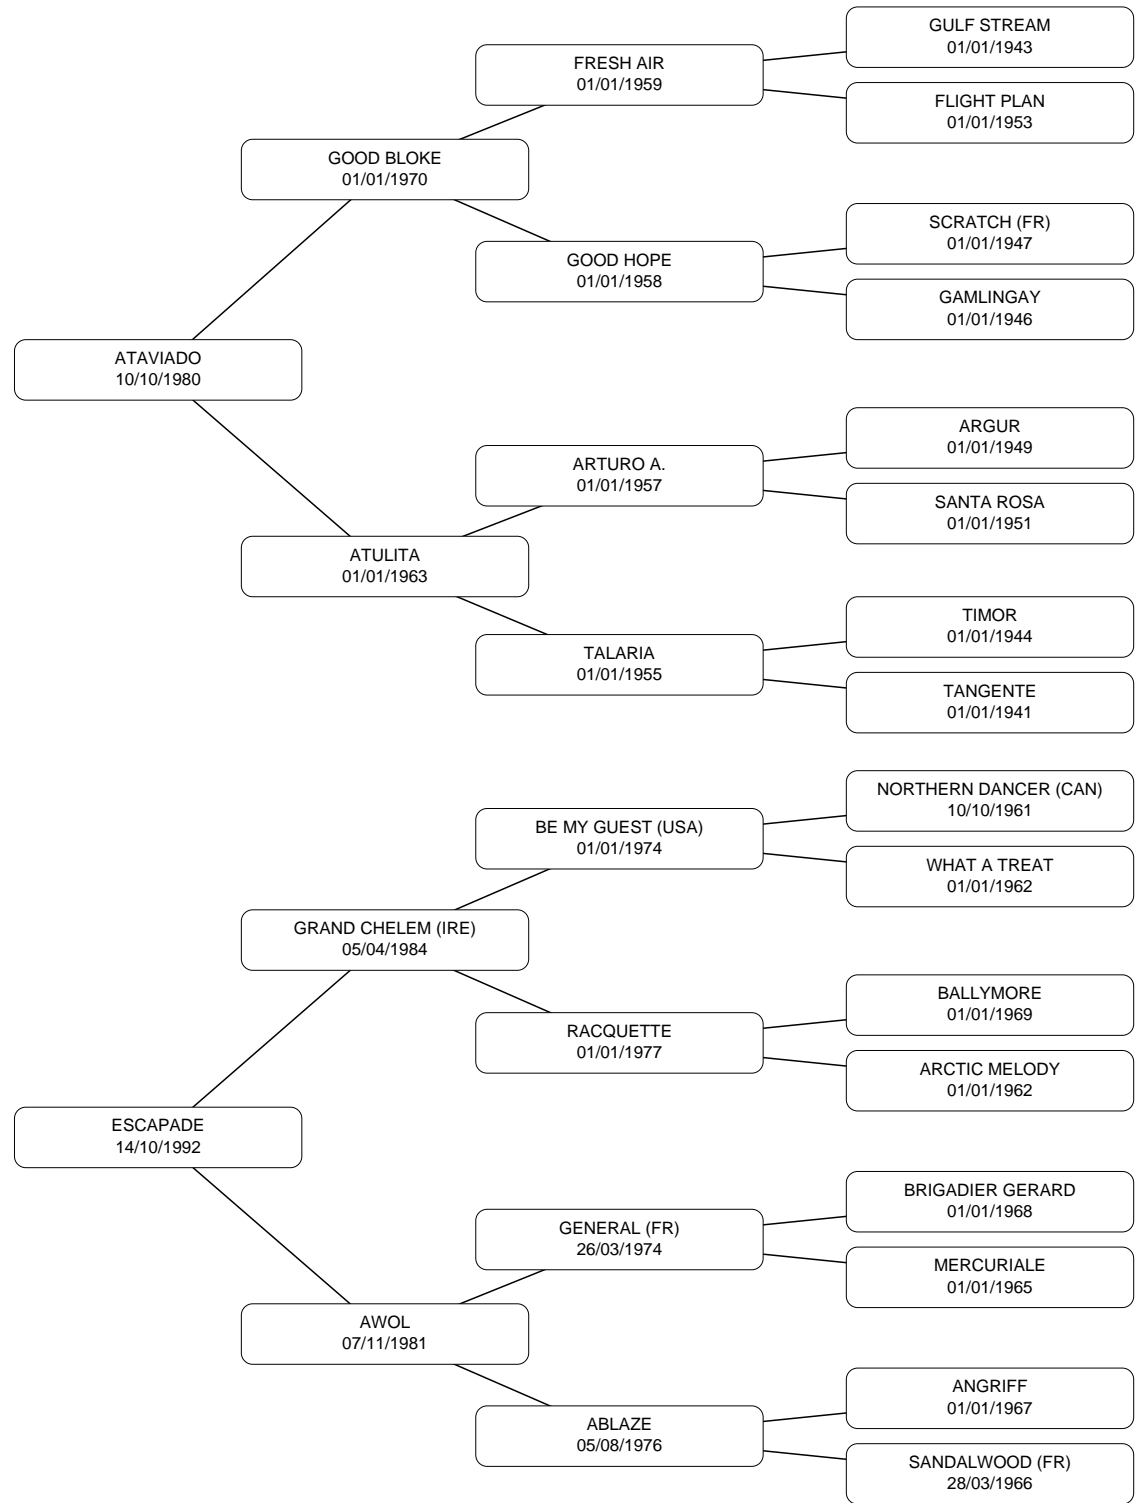 GULF STREAM
01/01/1943
FRESH AIR
01/01/1959
FLIGHT PLAN
01/01/1953
GOOD BLOKE
01/01/1970
SCRATCH (FR)
01/01/1947
GOOD HOPE
01/01/1958
GAMLINGAY
01/01/1946
ATAVIADO
10/10/1980
ARGUR
01/01/1949
ARTURO A.
01/01/1957
SANTA ROSA
01/01/1951
ATULITA
01/01/1963
TIMOR
01/01/1944
TALARIA
01/01/1955
TANGENTE
01/01/1941
NORTHERN DANCER (CAN)
10/10/1961
BE MY GUEST (USA)
01/01/1974
WHAT A TREAT
01/01/1962
GRAND CHELEM (IRE)
05/04/1984
BALLYMORE
01/01/1969
RACQUETTE
01/01/1977
ARCTIC MELODY
01/01/1962
ESCAPADE
14/10/1992
BRIGADIER GERARD
01/01/1968
GENERAL (FR)
26/03/1974
MERCURIALE
01/01/1965
AWOL
07/11/1981
ANGRIFF
01/01/1967
ABLAZE
05/08/1976
SANDALWOOD (FR)
28/03/1966